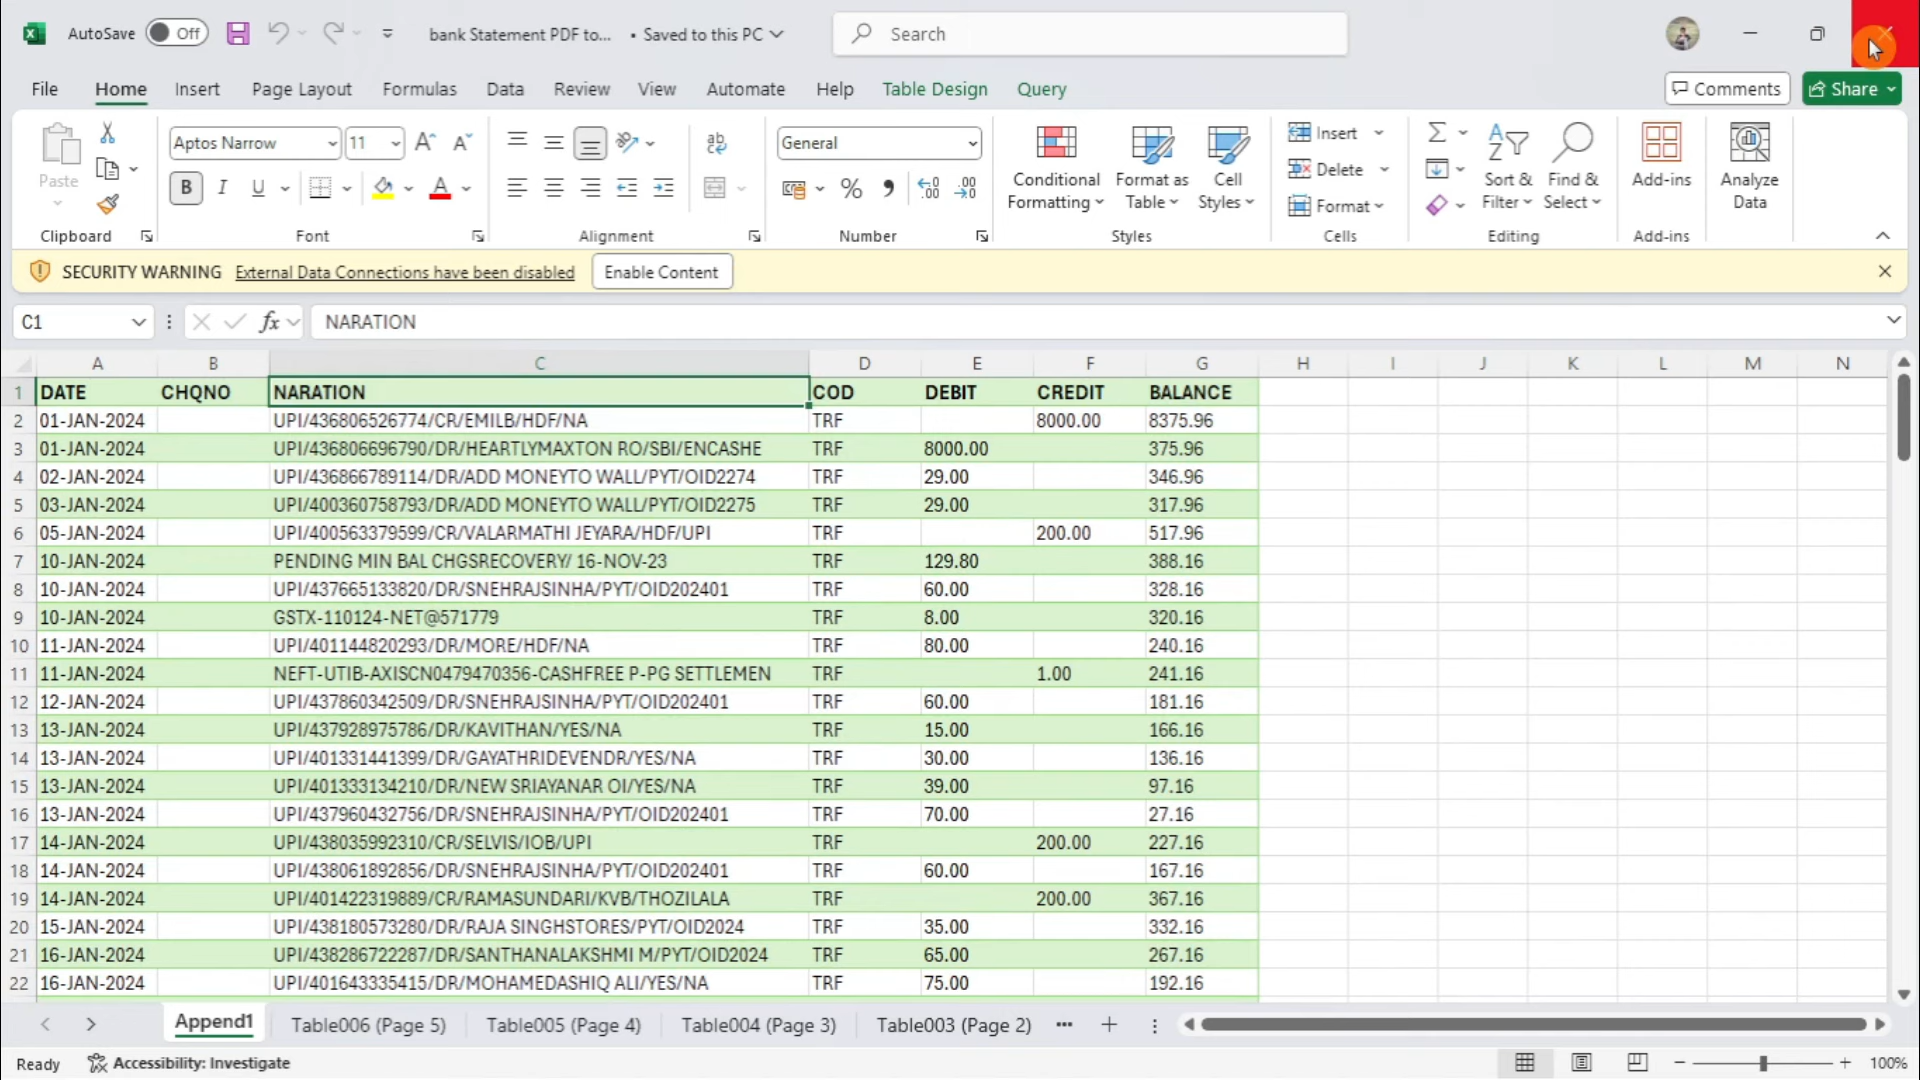 AutoSave Off bank Statement PDF to... • Saved to this PC Search
File Home Insert Page Layout Formulas Data Review View Automate Help Table Design Query Comments Share
Paste Aptos Narrow 11 General Conditional Formatting Format as Table Cell Styles Insert Delete Format Sort & Filter Find & Select Add-ins Analyze Data
Clipboard Font Alignment Number Styles Cells Editing Add-ins
SECURITY WARNING External Data Connections have been disabled Enable Content
C1 fx NARATION
A B C D E F G H I J K L M N
1 DATE CHQNO NARATION COD DEBIT CREDIT BALANCE
2 01-JAN-2024 UPI/436806526774/CR/EMILB/HDF/NA TRF 8000.00 8375.96
3 01-JAN-2024 UPI/436806696790/DR/HEARTLYMAXTON RO/SBI/ENCASHE TRF 8000.00 375.96
4 02-JAN-2024 UPI/436866789114/DR/ADD MONEYTO WALL/PYT/OID2274 TRF 29.00 346.96
5 03-JAN-2024 UPI/400360758793/DR/ADD MONEYTO WALL/PYT/OID2275 TRF 29.00 317.96
6 05-JAN-2024 UPI/400563379599/CR/VALARMATHI JEYARA/HDF/UPI TRF 200.00 517.96
7 10-JAN-2024 PENDING MIN BAL CHGSRECOVERY/ 16-NOV-23 TRF 129.80 388.16
8 10-JAN-2024 UPI/437665133820/DR/SNEHRAJSINHA/PYT/OID202401 TRF 60.00 328.16
9 10-JAN-2024 GSTX-110124-NET@571779 TRF 8.00 320.16
10 11-JAN-2024 UPI/401144820293/DR/MORE/HDF/NA TRF 80.00 240.16
11 11-JAN-2024 NEFT-UTIB-AXISCN0479470356-CASHFREE P-PG SETTLEMEN TRF 1.00 241.16
12 12-JAN-2024 UPI/437860342509/DR/SNEHRAJSINHA/PYT/OID202401 TRF 60.00 181.16
13 13-JAN-2024 UPI/437928975786/DR/KAVITHAN/YES/NA TRF 15.00 166.16
14 13-JAN-2024 UPI/401331441399/DR/GAYATHRIDEVENDR/YES/NA TRF 30.00 136.16
15 13-JAN-2024 UPI/401333134210/DR/NEW SRIAYANAR OI/YES/NA TRF 39.00 97.16
16 13-JAN-2024 UPI/437960432756/DR/SNEHRAJSINHA/PYT/OID202401 TRF 70.00 27.16
17 14-JAN-2024 UPI/438035992310/CR/SELVIS/IOB/UPI TRF 200.00 227.16
18 14-JAN-2024 UPI/438061892856/DR/SNEHRAJSINHA/PYT/OID202401 TRF 60.00 167.16
19 14-JAN-2024 UPI/401422319889/CR/RAMASUNDARI/KVB/THOZILALA TRF 200.00 367.16
20 15-JAN-2024 UPI/438180573280/DR/RAJA SINGHSTORES/PYT/OID2024 TRF 35.00 332.16
21 16-JAN-2024 UPI/438286722287/DR/SANTHANALAKSHMI M/PYT/OID2024 TRF 65.00 267.16
22 16-JAN-2024 UPI/401643335415/DR/MOHAMEDASHIQ ALI/YES/NA TRF 75.00 192.16
Append1 Table006 (Page 5) Table005 (Page 4) Table004 (Page 3) Table003 (Page 2) ...
Ready Accessibility: Investigate 100%